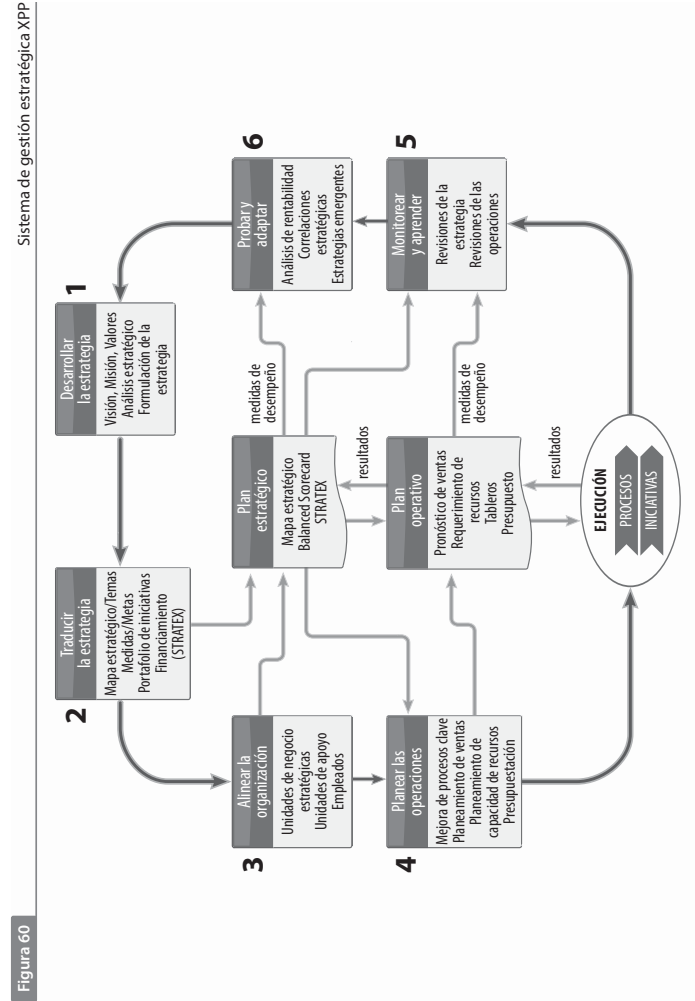 Figura 60
Sistema de gestión estratégica XPP
1
Desarrollar
la estrategia
Visión, Misión, Valores
Análisis estratégico
Formulación de la
estrategia
2
Traducir
la estrategia
Mapa estratégico/Temas
Medidas/Metas
Portafolio de iniciativas
Financiamiento
(STRATEX)
3
Alinear la
organización
Unidades de negocio
estratégicas
Unidades de apoyo
Empleados
Plan
estratégico
Mapa estratégico
Balanced Scorecard
STRATEX
medidas de
desempeño
6
Probar y
adaptar
Análisis de rentabilidad
Correlaciones
estratégicas
Estrategias emergentes
resultados
4
Planear las
operaciones
Mejora de procesos clave
Planeamiento de ventas
Planeamiento de
capacidad de recursos
Presupuestación
Plan
operativo
Pronóstico de ventas
Requerimiento de
recursos
Tableros
Presupuesto
medidas de
desempeño
5
Monitorear
y aprender
Revisiones de la
estrategia
Revisiones de las
operaciones
resultados
EJECUCIÓN
PROCESOS
INICIATIVAS